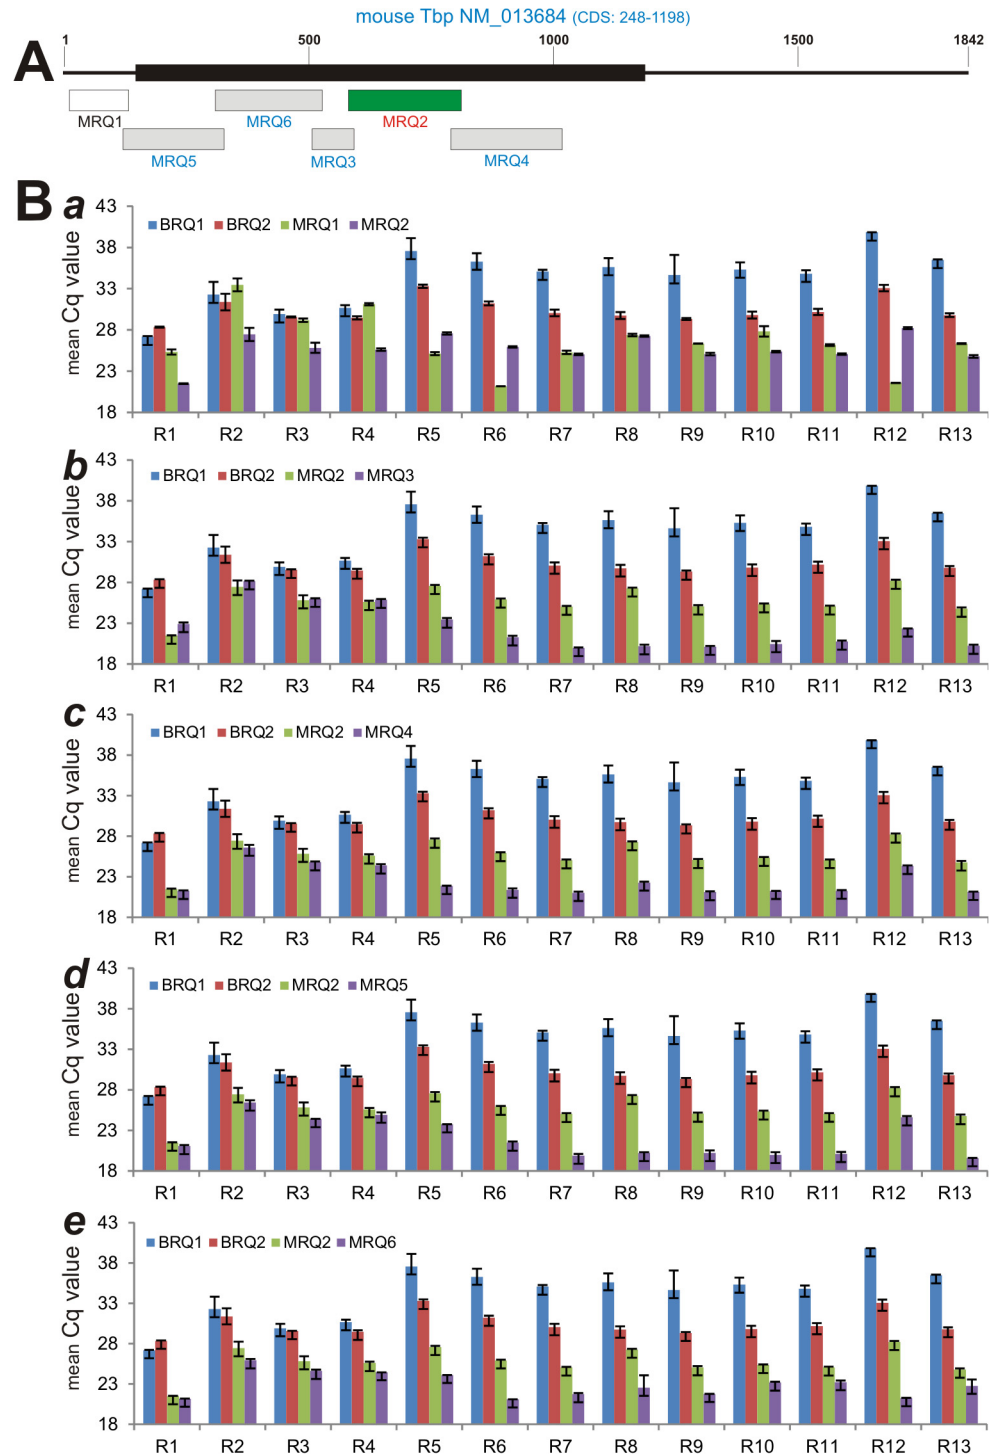 mouse Tbp NM_013684 (CDS: 248-1198)
1 500 1000 1500 1842
A
MRQ1 MRQ6 MRQ2
MRQ5 MRQ3 MRQ4
B
a
BRQ1 BRQ2 MRQ1 MRQ2
mean Cq value
43
38
33
28
23
18
R1 R2 R3 R4 R5 R6 R7 R8 R9 R10 R11 R12 R13
b
BRQ1 BRQ2 MRQ2 MRQ3
mean Cq value
43
38
33
28
23
18
R1 R2 R3 R4 R5 R6 R7 R8 R9 R10 R11 R12 R13
c
BRQ1 BRQ2 MRQ2 MRQ4
mean Cq value
43
38
33
28
23
18
R1 R2 R3 R4 R5 R6 R7 R8 R9 R10 R11 R12 R13
d
BRQ1 BRQ2 MRQ2 MRQ5
mean Cq value
43
38
33
28
23
18
R1 R2 R3 R4 R5 R6 R7 R8 R9 R10 R11 R12 R13
e
BRQ1 BRQ2 MRQ2 MRQ6
mean Cq value
43
38
33
28
23
18
R1 R2 R3 R4 R5 R6 R7 R8 R9 R10 R11 R12 R13